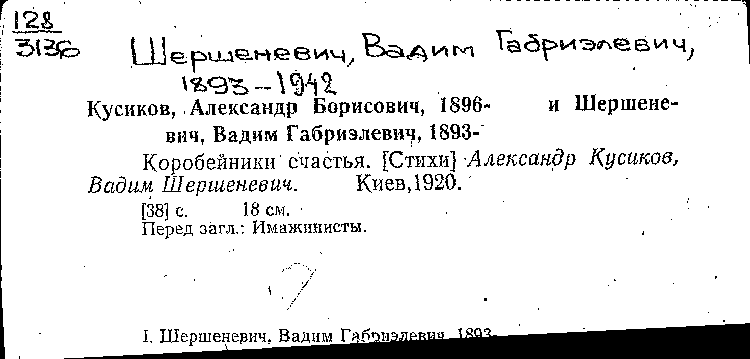 128
3136
Шершеневич, Вадим Габриэлевич,
1893-1942
Кусиков, Александр Борисович, 1896- и Шершене-
вич, Вадим Габриэлевич, 1893-
Коробейники счастья. [Стихи] Александр Кусиков,
Вадим Шершеневич. Киев, 1920.
[38] с. 18 см.
Перед загл.: Имажинисты.
I. Шершеневич, Вадим Габриэлевич, 1893-